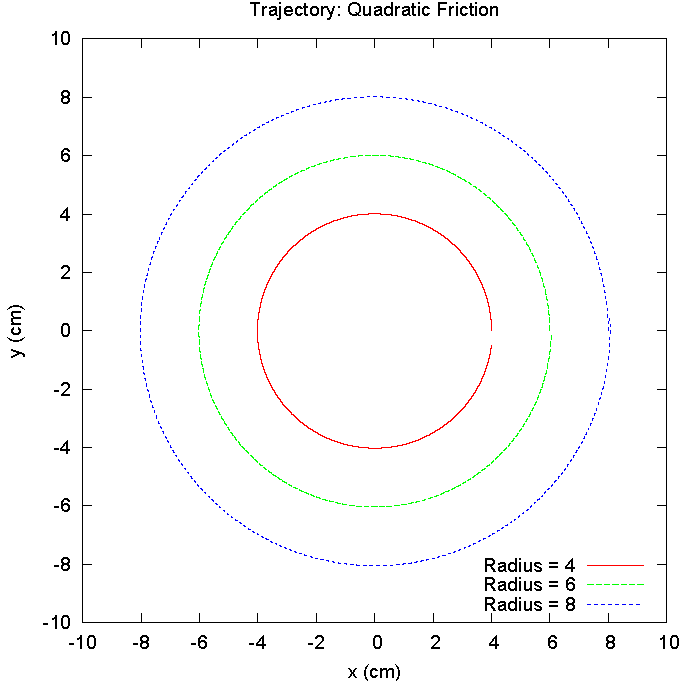 Trajectory: Quadratic Friction
10
8
6
4
2
0
-2
-4
-6
-8
-10
y (cm)
Radius = 4
Radius = 6
Radius = 8
-10 -8 -6 -4 -2 0 2 4 6 8 10
x (cm)